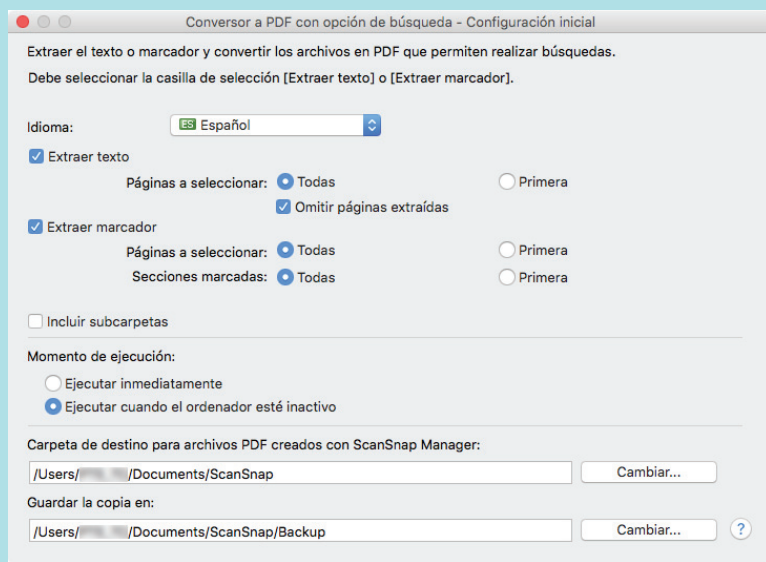 Conversor a PDF con opción de búsqueda - Configuración inicial
Extraer el texto o marcador y convertir los archivos en PDF que permiten realizar búsquedas.
Debe seleccionar la casilla de selección [Extraer texto] o [Extraer marcador].
Idioma: ES Español
Extraer texto
Páginas a seleccionar: Todas Primera
Omitir páginas extraídas
Extraer marcador
Páginas a seleccionar: Todas Primera
Secciones marcadas: Todas Primera
Incluir subcarpetas
Momento de ejecución:
Ejecutar inmediatamente
Ejecutar cuando el ordenador esté inactivo
Carpeta de destino para archivos PDF creados con ScanSnap Manager:
/Users/ /Documents/ScanSnap Cambiar...
Guardar la copia en:
/Users/ /Documents/ScanSnap/Backup Cambiar... ?